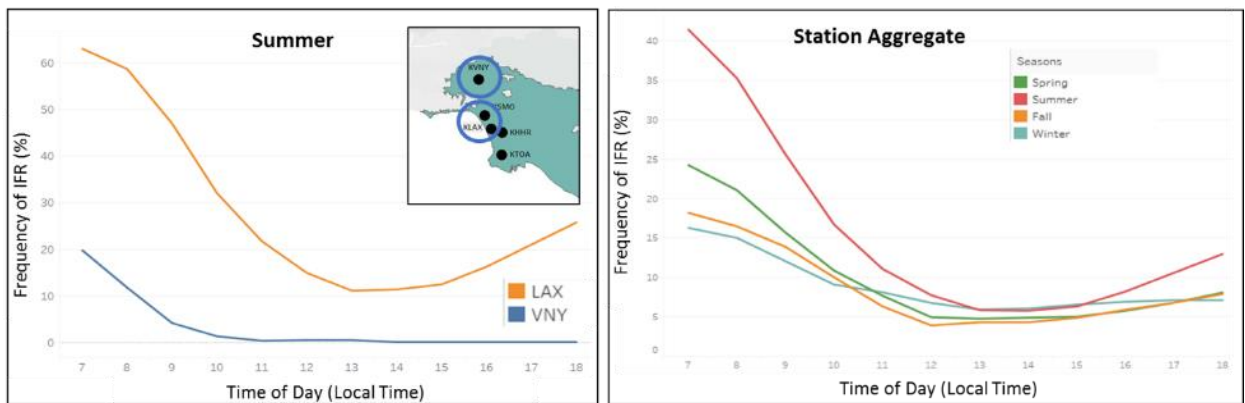 Summer
KVNY
KSMO
KLAX
KHHR
KTOA
Frequency of IFR (%)
60
50
40
30
20
10
0
7 8 9 10 11 12 13 14 15 16 17 18
LAX
VNY
Time of Day (Local Time)
Station Aggregate
Seasons
Spring
Summer
Fall
Winter
Frequency of IFR (%)
40
35
30
25
20
15
10
5
0
7 8 9 10 11 12 13 14 15 16 17 18
Time of Day (Local Time)